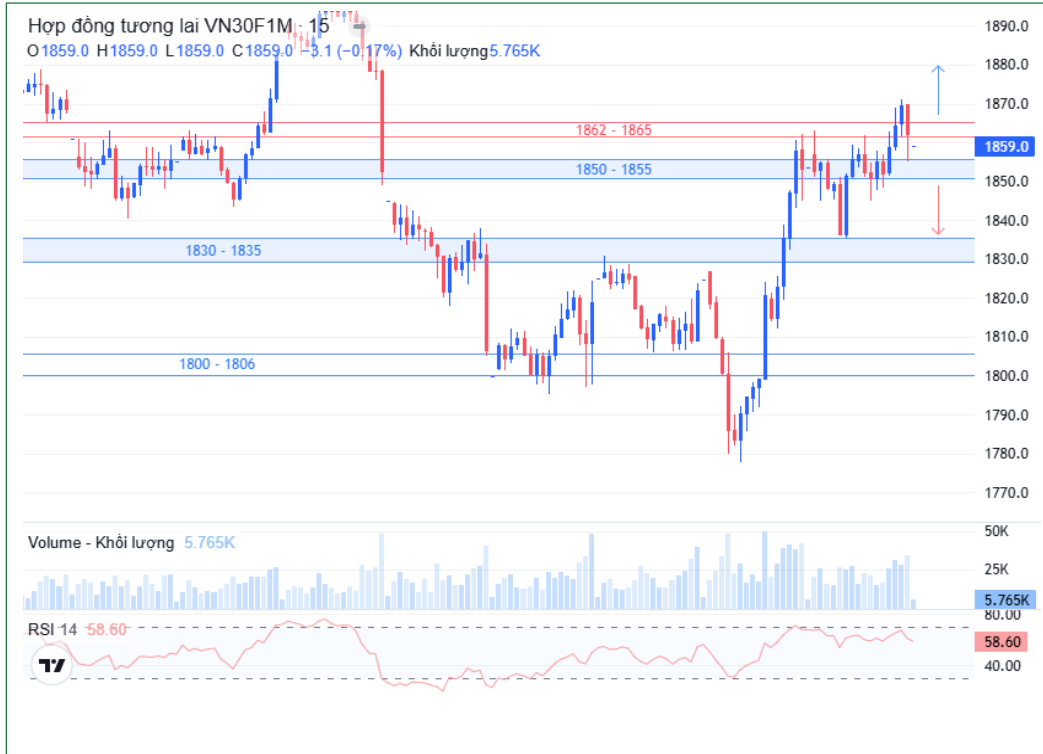 Hợp đồng tương lai VN30F1M · 15
O1859.0 H1859.0 L1859.0 C1859.0 −3.1 (−0.17%) Khối lượng5.765K
1890.0
1880.0
1870.0
1862 - 1865
1859.0
1850 - 1855
1850.0
1840.0
1830 - 1835
1830.0
1820.0
1810.0
1800 - 1806
1800.0
1790.0
1780.0
1770.0
Volume - Khối lượng 5.765K
50K
25K
5.765K
RSI 14 58.60
80.00
58.60
40.00